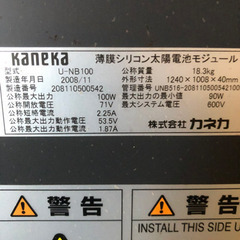 Kaneka 薄膜シリコン太陽電池モジュール
型式 U-NB100 公称質量 18.3kg
製造年月日 2008/11 外形寸法 1240×1008×40mm
製造番号 208110500542 管理番号 UNB516-208110500542100
公称最大出力 100W 公称最大出力の最小値 90W
公称開放電圧 71V 最大システム電圧 600V
公称短絡電流 2.25A
公称最大出力動作電圧 53.5V
公称最大出力動作電流 1.87A
株式会社 カネカ
警告 警告
INSTALL THIS SIDE U